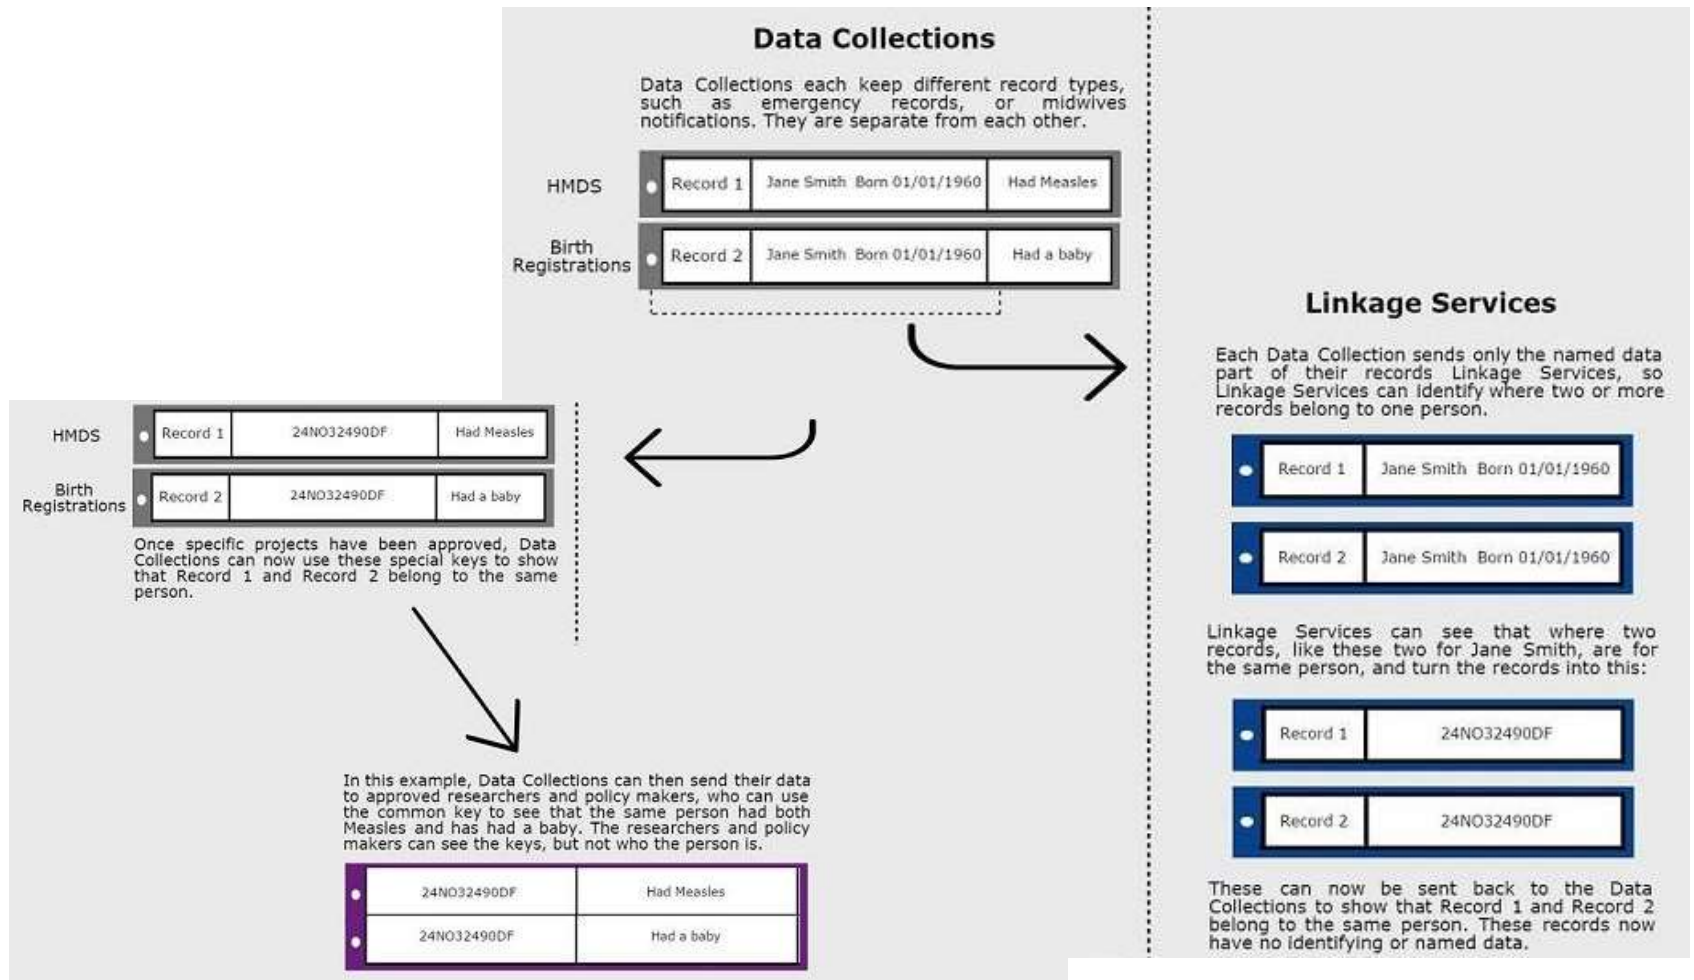 Data Collections
Data Collections each keep different record types,
such as emergency records, or midwives
notifications. They are separate from each other.
HMDS
Record 1 Jane Smith Born 01/01/1960 Had Measles
Birth
Registrations
Record 2 Jane Smith Born 01/01/1960 Had a baby
Linkage Services
Each Data Collection sends only the named data
part of their records Linkage Services, so
Linkage Services can identify where two or more
records belong to one person.
Record 1 Jane Smith Born 01/01/1960
Record 2 Jane Smith Born 01/01/1960
Linkage Services can see that where two
records, like these two for Jane Smith, are for
the same person, and turn the records into this:
Record 1 24NO32490DF
Record 2 24NO32490DF
These can now be sent back to the Data
Collections to show that Record 1 and Record 2
belong to the same person. These records now
have no identifying or named data.
HMDS
Record 1 24NO32490DF Had Measles
Birth
Registrations
Record 2 24NO32490DF Had a baby
Once specific projects have been approved, Data
Collections can now use these special keys to show
that Record 1 and Record 2 belong to the same
person.
In this example, Data Collections can then send their data
to approved researchers and policy makers, who can use
the common key to see that the same person had both
Measles and has had a baby. The researchers and policy
makers can see the keys, but not who the person is.
24NO32490DF Had Measles
24NO32490DF Had a baby